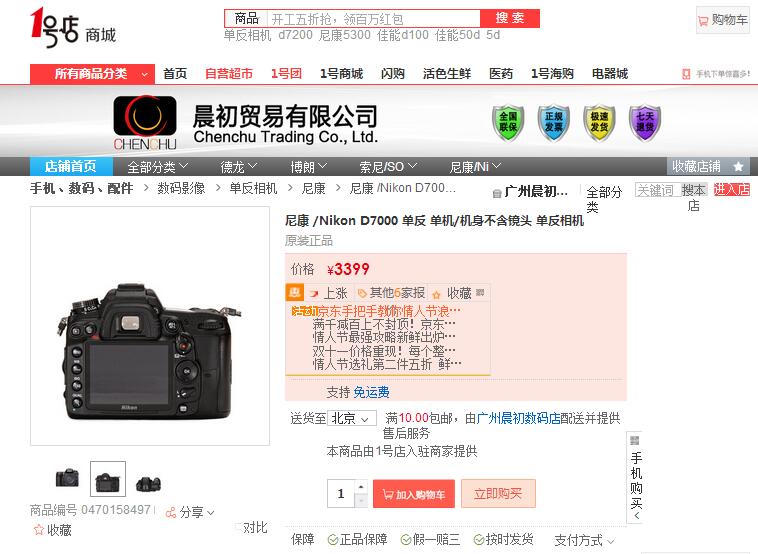 1号店 商城
商品 开工五折抢，领百万红包 搜 索
单反相机 d7200 尼康5300 佳能d100 佳能50d 5d
购物车
所有商品分类 首页 自营超市 1号团 1号商城 闪购 活色生鲜 医药 1号海购 电器城 手机下单惊喜多!
CHENCHU
晨初贸易有限公司
Chenchu Trading Co., Ltd.
全国联保 正规发票 极速发货 七天退货
店铺首页 全部分类 德龙 博朗 索尼/SO 尼康/Ni 收藏店铺
手机、数码、配件 数码影像 单反相机 尼康 尼康 /Nikon D700… 广州晨初... 全部分类 关键词 搜本店 进入店
尼康 /Nikon D7000 单反 单机/机身不含镜头 单反相机
原装正品
价格 ¥3399
惠 上涨 其他6家报 收藏
活动 京东手把手教你情人节浪…
满千减百上不封顶！京东…
情人节最强攻略新鲜出炉…
双十一价格重现！每个整…
情人节选礼第二件五折 鲜…
支持 免运费
送货至 北京 满10.00包邮，由广州晨初数码店配送并提供
售后服务
本商品由1号店入驻商家提供
1 加入购物车 立即购买
手机购买
Nikon
商品编号 0470158497 分享
收藏 对比
保障 正品保障 假一赔三 按时发货 支付方式